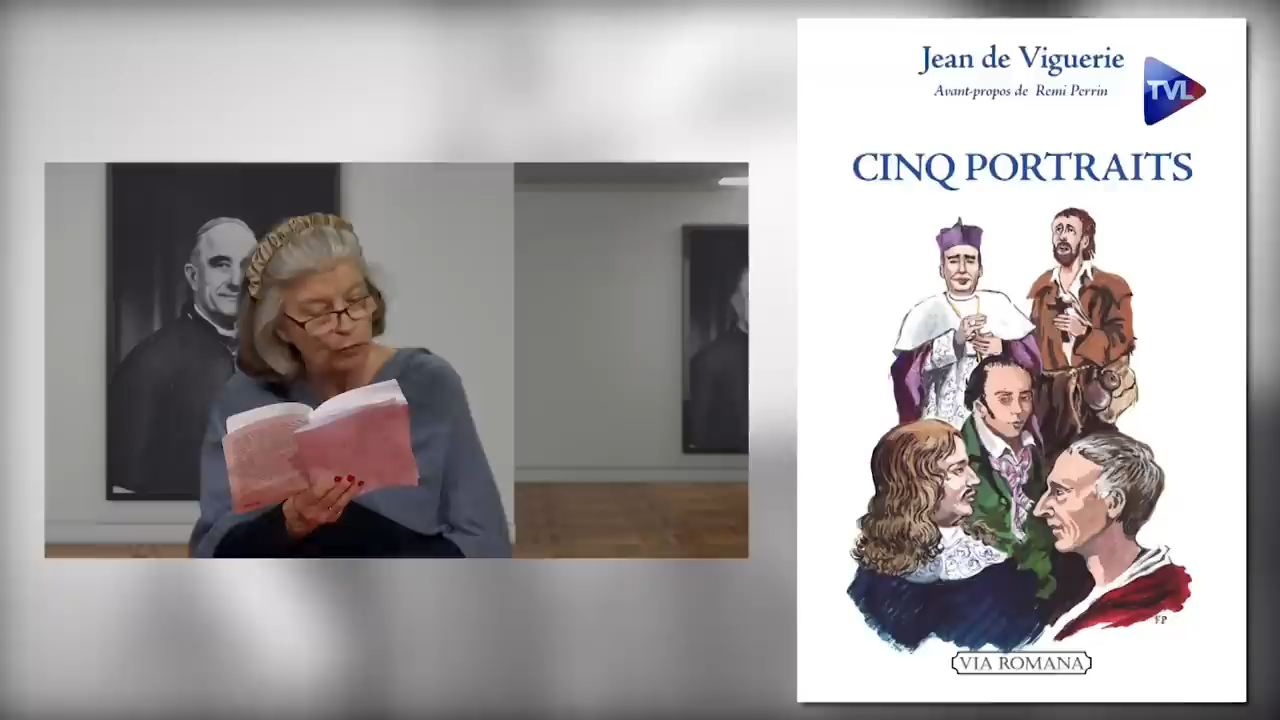 Jean de Viguerie
Avant-propos de Remi Perrin
TVL
CINQ PORTRAITS
FP
VIA ROMANA